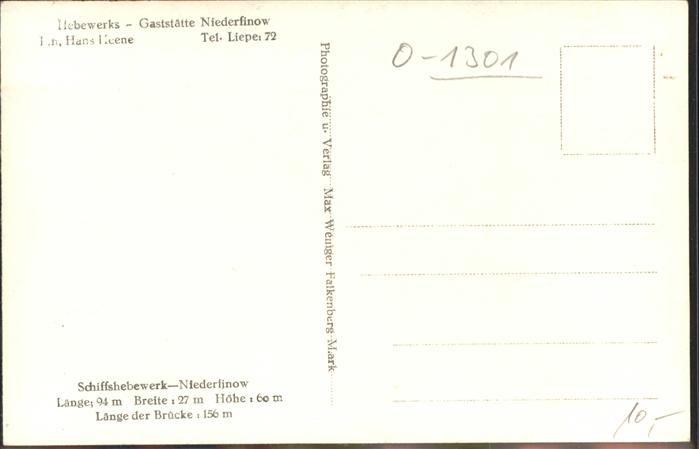 Hebewerks - Gaststätte Niederfinow
Hans Tel. Liepe: 72
Photographie u. Verlag Max Weniger Falkenberg-Mark
O-1301
Schiffshebewerk—Niederfinow
Länge; 94 m Breite : 27 m Höhe : 60 m
Länge der Brücke : 156 m
10,-